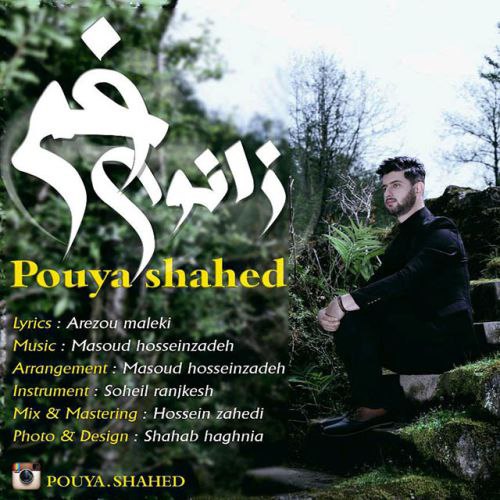 زانوی غم
Pouya shahed
Lyrics : Arezou maleki
Music : Masoud hosseinzadeh
Arrangement : Masoud hosseinzadeh
Instrument : Soheil ranjkesh
Mix & Mastering : Hossein zahedi
Photo & Design : Shahab haghnia
POUYA.SHAHED